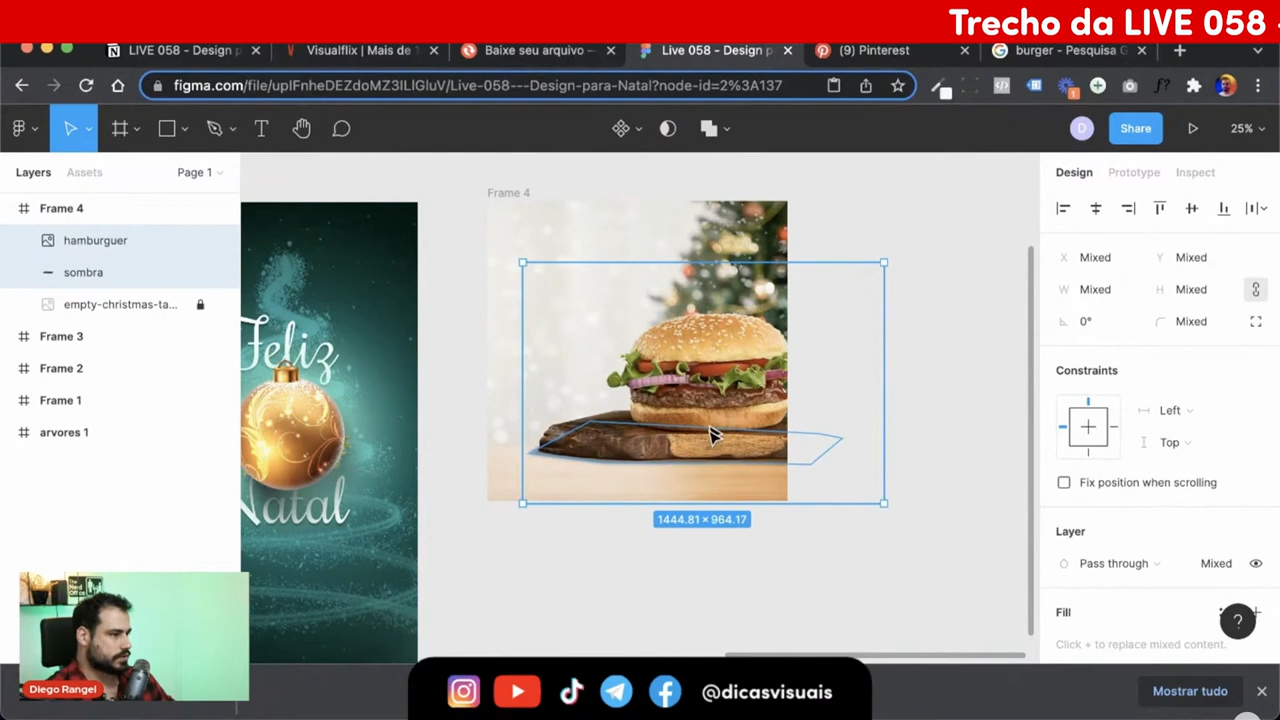 Trecho da LIVE 058
LIVE 058 - Design p
Visualflix | Mais de 1
Baixe seu arquivo –
Live 058 - Design p
(9) Pinterest
burger - Pesquisa G
figma.com/file/upIFnheDEZdoMZ3ILlGluV/Live-058---Design-para-Natal?node-id=2%3A137
D
Share
25%
Layers
Assets
Page 1
Frame 4
hamburguer
sombra
empty-christmas-ta...
Frame 3
Frame 2
Frame 1
arvores 1
Feliz
Natal
Frame 4
1444.81 × 964.17
Design
Prototype
Inspect
X Mixed
Y Mixed
W Mixed
H Mixed
0°
Mixed
Constraints
Left
Top
Fix position when scrolling
Layer
Pass through
Mixed
Fill
?
Click + to replace mixed content.
Diego Rangel
@dicasvisuais
Mostrar tudo